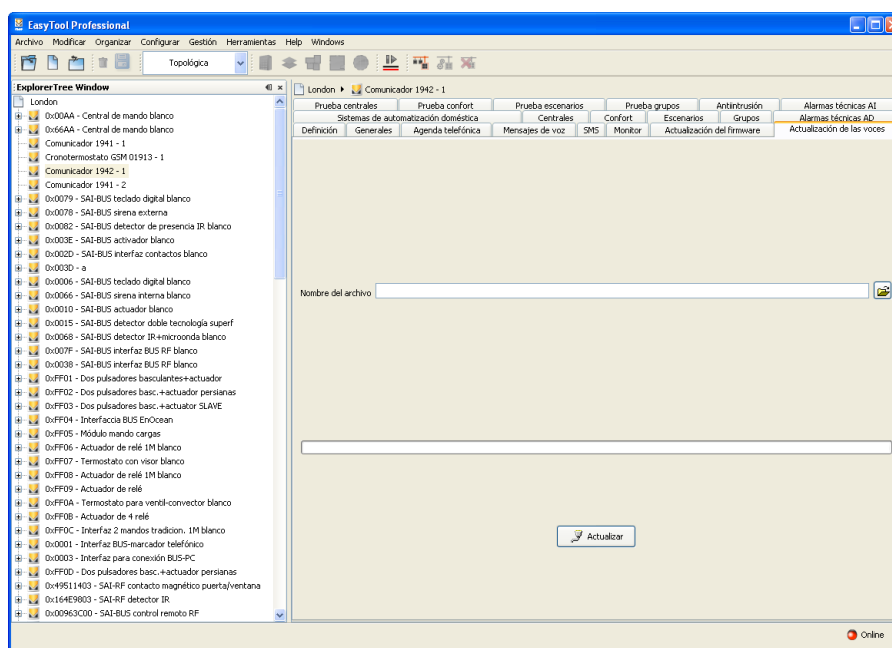 EasyTool Professional
Archivo Modificar Organizar Configurar Gestión Herramientas Help Windows
Topológica
ExplorerTree Window
London
0x00AA - Central de mando blanco
0x66AA - Central de mando blanco
Comunicador 1941 - 1
Cronotermostato GSM 01913 - 1
Comunicador 1942 - 1
Comunicador 1941 - 2
0x0079 - SAI-BUS teclado digital blanco
0x0078 - SAI-BUS sirena externa
0x0082 - SAI-BUS detector de presencia IR blanco
0x003E - SAI-BUS activador blanco
0x002D - SAI-BUS interfaz contactos blanco
0x003D - a
0x0006 - SAI-BUS teclado digital blanco
0x0066 - SAI-BUS sirena interna blanco
0x0010 - SAI-BUS actuador blanco
0x0015 - SAI-BUS detector doble tecnología superf
0x0068 - SAI-BUS detector IR+microonda blanco
0x007F - SAI-BUS interfaz BUS RF blanco
0x0038 - SAI-BUS interfaz BUS RF blanco
0xFF01 - Dos pulsadores basculantes+actuador
0xFF02 - Dos pulsadores basc.+actuador persianas
0xFF03 - Dos pulsadores basc.+actuator SLAVE
0xFF04 - Interfaccia BUS EnOcean
0xFF05 - Módulo mando cargas
0xFF06 - Actuador de relé 1M blanco
0xFF07 - Termostato con visor blanco
0xFF08 - Actuador de relé 1M blanco
0xFF09 - Actuador de relé
0xFF0A - Termostato para ventil-convector blanco
0xFF0B - Actuador de 4 relé
0xFF0C - Interfaz 2 mandos tradicion. 1M blanco
0x0001 - Interfaz BUS-marcador telefónico
0x0003 - Interfaz para conexión BUS-PC
0xFF0D - Dos pulsadores basc.+actuador persianas
0x49511403 - SAI-RF contacto magnético puerta/ventana
0x164E9803 - SAI-RF detector IR
0x00963C00 - SAI-BUS control remoto RF
London Comunicador 1942 - 1
Prueba centrales Prueba confort Prueba escenarios Prueba grupos Antiintrusión Alarmas técnicas AI
Sistemas de automatización doméstica Centrales Confort Escenarios Grupos Alarmas técnicas AD
Definición Generales Agenda telefónica Mensajes de voz SMS Monitor Actualización del firmware Actualización de las voces
Nombre del archivo
Actualizar
Online